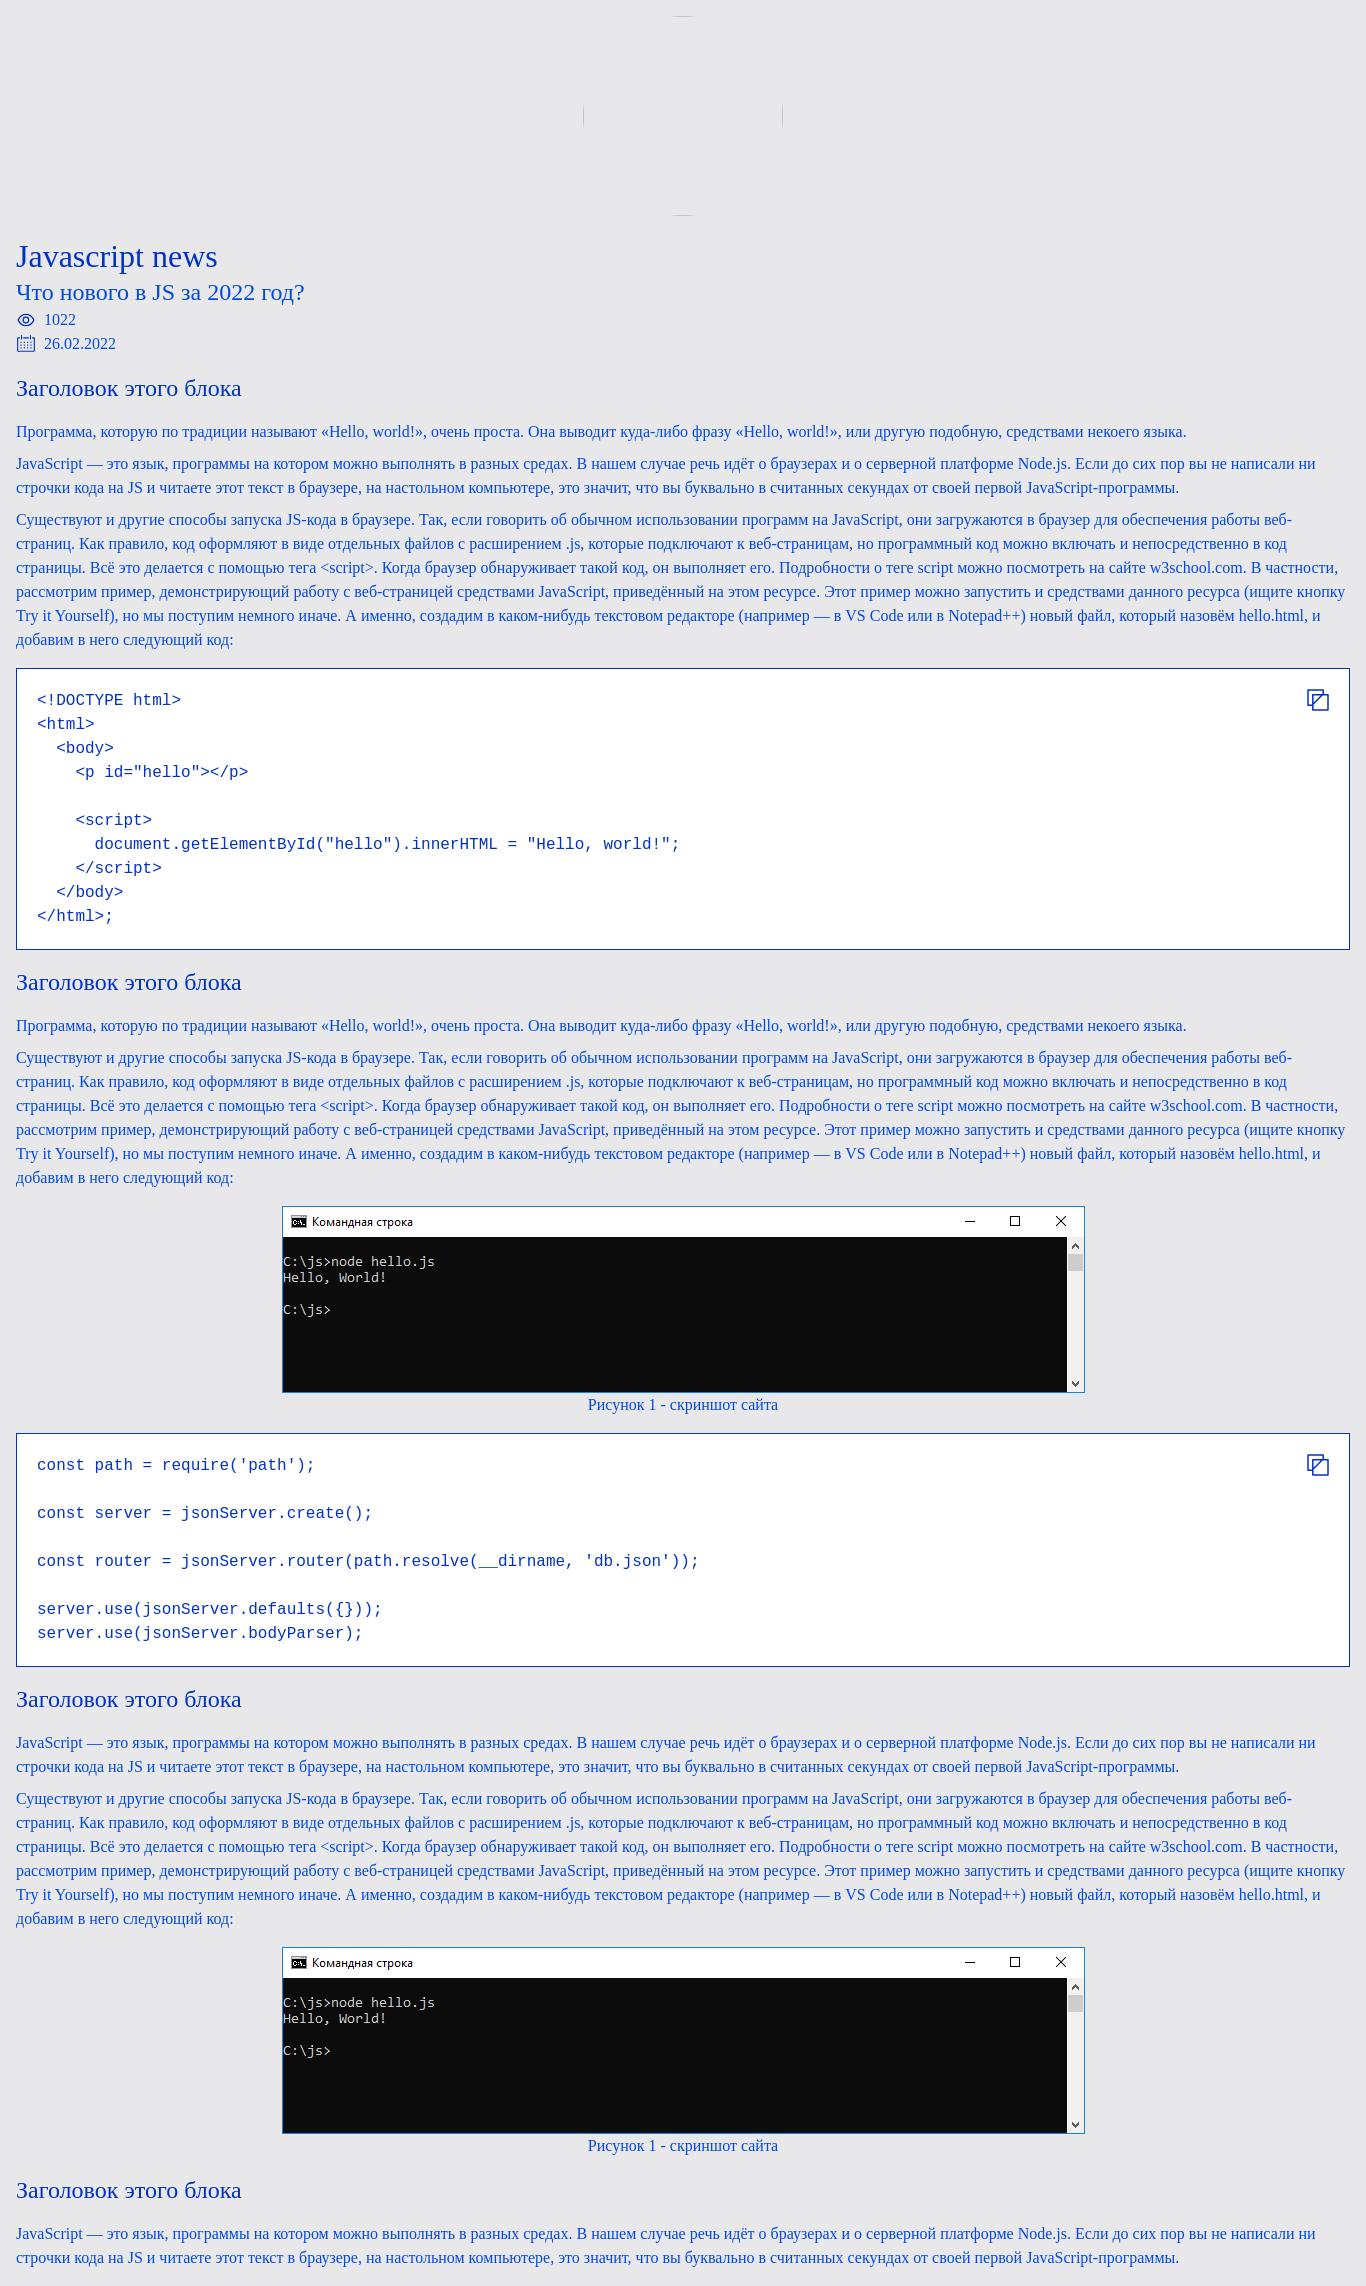 Javascript news
Что нового в JS за 2022 год?
1022
26.02.2022
Заголовок этого блока
Программа, которую по традиции называют «Hello, world!», очень проста. Она выводит куда-либо фразу «Hello, world!», или другую подобную, средствами некоего языка.
JavaScript — это язык, программы на котором можно выполнять в разных средах. В нашем случае речь идёт о браузерах и о серверной платформе Node.js. Если до сих пор вы не написали ни
строчки кода на JS и читаете этот текст в браузере, на настольном компьютере, это значит, что вы буквально в считанных секундах от своей первой JavaScript-программы.
Существуют и другие способы запуска JS-кода в браузере. Так, если говорить об обычном использовании программ на JavaScript, они загружаются в браузер для обеспечения работы веб-
страниц. Как правило, код оформляют в виде отдельных файлов с расширением .js, которые подключают к веб-страницам, но программный код можно включать и непосредственно в код
страницы. Всё это делается с помощью тега <script>. Когда браузер обнаруживает такой код, он выполняет его. Подробности о теге script можно посмотреть на сайте w3school.com. В частности,
рассмотрим пример, демонстрирующий работу с веб-страницей средствами JavaScript, приведённый на этом ресурсе. Этот пример можно запустить и средствами данного ресурса (ищите кнопку
Try it Yourself), но мы поступим немного иначе. А именно, создадим в каком-нибудь текстовом редакторе (например — в VS Code или в Notepad++) новый файл, который назовём hello.html, и
добавим в него следующий код:
<!DOCTYPE html>
<html>
  <body>
    <p id="hello"></p>

    <script>
      document.getElementById("hello").innerHTML = "Hello, world!";
    </script>
  </body>
</html>;
Заголовок этого блока
Программа, которую по традиции называют «Hello, world!», очень проста. Она выводит куда-либо фразу «Hello, world!», или другую подобную, средствами некоего языка.
Существуют и другие способы запуска JS-кода в браузере. Так, если говорить об обычном использовании программ на JavaScript, они загружаются в браузер для обеспечения работы веб-
страниц. Как правило, код оформляют в виде отдельных файлов с расширением .js, которые подключают к веб-страницам, но программный код можно включать и непосредственно в код
страницы. Всё это делается с помощью тега <script>. Когда браузер обнаруживает такой код, он выполняет его. Подробности о теге script можно посмотреть на сайте w3school.com. В частности,
рассмотрим пример, демонстрирующий работу с веб-страницей средствами JavaScript, приведённый на этом ресурсе. Этот пример можно запустить и средствами данного ресурса (ищите кнопку
Try it Yourself), но мы поступим немного иначе. А именно, создадим в каком-нибудь текстовом редакторе (например — в VS Code или в Notepad++) новый файл, который назовём hello.html, и
добавим в него следующий код:
Командная строка
C:\js>node hello.js
Hello, World!
C:\js>
Рисунок 1 - скриншот сайта
const path = require('path');

const server = jsonServer.create();

const router = jsonServer.router(path.resolve(__dirname, 'db.json'));

server.use(jsonServer.defaults({}));
server.use(jsonServer.bodyParser);
Заголовок этого блока
JavaScript — это язык, программы на котором можно выполнять в разных средах. В нашем случае речь идёт о браузерах и о серверной платформе Node.js. Если до сих пор вы не написали ни
строчки кода на JS и читаете этот текст в браузере, на настольном компьютере, это значит, что вы буквально в считанных секундах от своей первой JavaScript-программы.
Существуют и другие способы запуска JS-кода в браузере. Так, если говорить об обычном использовании программ на JavaScript, они загружаются в браузер для обеспечения работы веб-
страниц. Как правило, код оформляют в виде отдельных файлов с расширением .js, которые подключают к веб-страницам, но программный код можно включать и непосредственно в код
страницы. Всё это делается с помощью тега <script>. Когда браузер обнаруживает такой код, он выполняет его. Подробности о теге script можно посмотреть на сайте w3school.com. В частности,
рассмотрим пример, демонстрирующий работу с веб-страницей средствами JavaScript, приведённый на этом ресурсе. Этот пример можно запустить и средствами данного ресурса (ищите кнопку
Try it Yourself), но мы поступим немного иначе. А именно, создадим в каком-нибудь текстовом редакторе (например — в VS Code или в Notepad++) новый файл, который назовём hello.html, и
добавим в него следующий код:
Командная строка
C:\js>node hello.js
Hello, World!
C:\js>
Рисунок 1 - скриншот сайта
Заголовок этого блока
JavaScript — это язык, программы на котором можно выполнять в разных средах. В нашем случае речь идёт о браузерах и о серверной платформе Node.js. Если до сих пор вы не написали ни
строчки кода на JS и читаете этот текст в браузере, на настольном компьютере, это значит, что вы буквально в считанных секундах от своей первой JavaScript-программы.